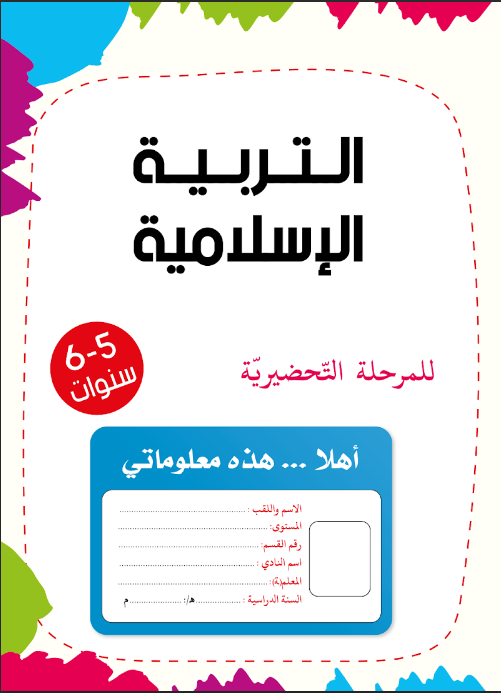 التربية
الإسلامية
6-5
سنوات
للمرحلة التّحضيريّة
أهلا ... هذه معلوماتي
الاسم واللقب : ........................................
المستوى: ........................................
رقم القسم: ........................................
اسم النادي : ........................................
المعلم(ة): ........................................
السنة الدراسية : ................هـ/: ................م